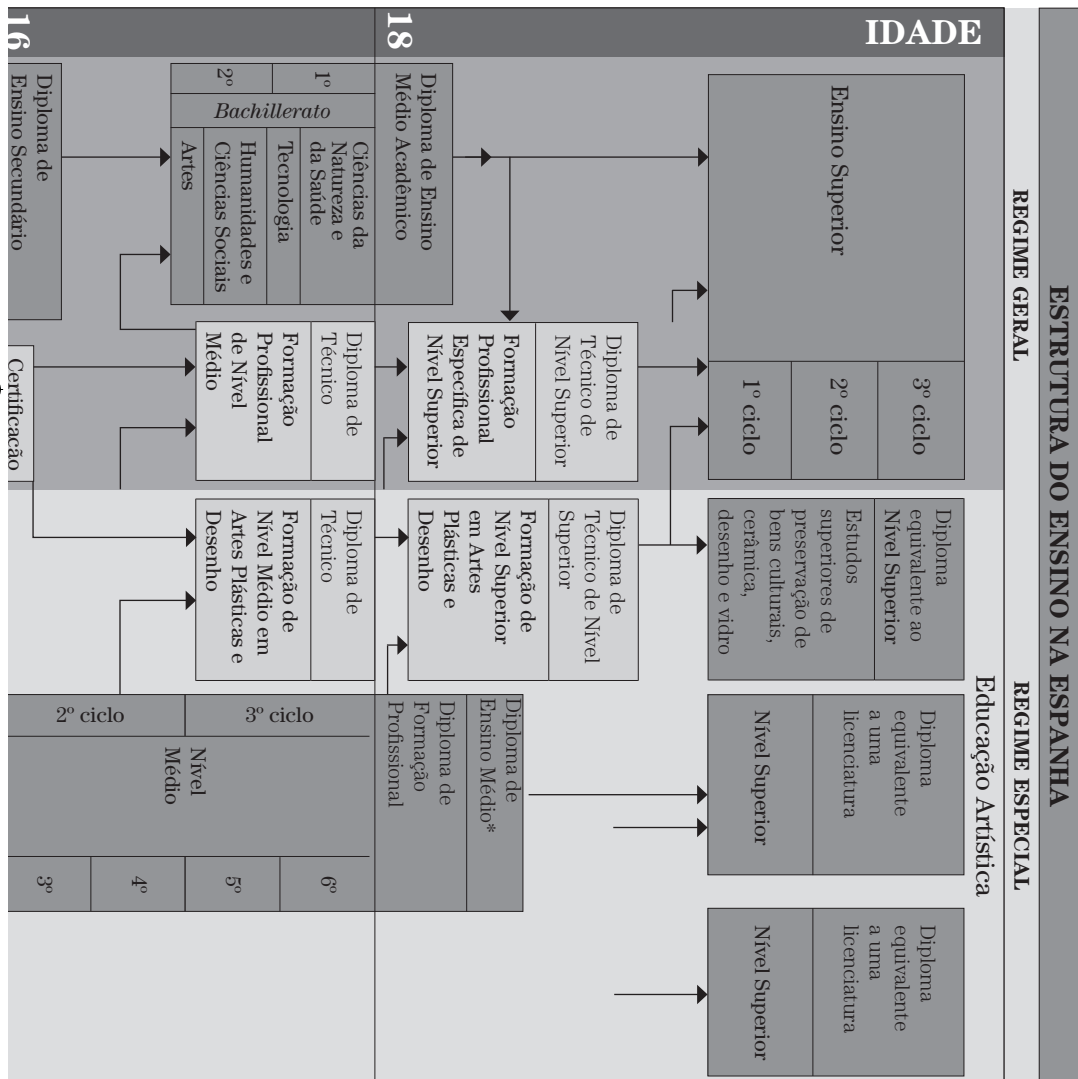 ESTRUTURA DO ENSINO NA ESPANHA
REGIME GERAL
REGIME ESPECIAL
IDADE
Educação Artística
Ensino Superior
3º ciclo
2º ciclo
1º ciclo
Diploma
equivalente ao
Nível Superior
Estudos
superiores de
preservação de
bens culturais,
cerâmica,
desenho e vidro
Diploma
equivalente
a uma
licenciatura
Nível Superior
Diploma
equivalente
a uma
licenciatura
Nível Superior
Diploma de
Técnico de
Nível Superior
Formação
Profissional
Específica de
Nível Superior
Diploma de
Técnico de Nível
Superior
Formação de
Nível Superior
em Artes
Plásticas e
Desenho
Diploma de
Ensino Médio*
Diploma de
Formação
Profissional
18
Diploma de Ensino
Médio Acadêmico
1º
2º
Bachillerato
Ciências da
Natureza e
da Saúde
Tecnologia
Humanidades e
Ciências Sociais
Artes
Diploma de
Técnico
Formação
Profissional
de Nível
Médio
Diploma de
Técnico
Formação de
Nível Médio em
Artes Plásticas e
Desenho
3º ciclo
2º ciclo
Nível
Médio
6º
5º
4º
3º
16
Diploma de
Ensino Secundário
Certificação